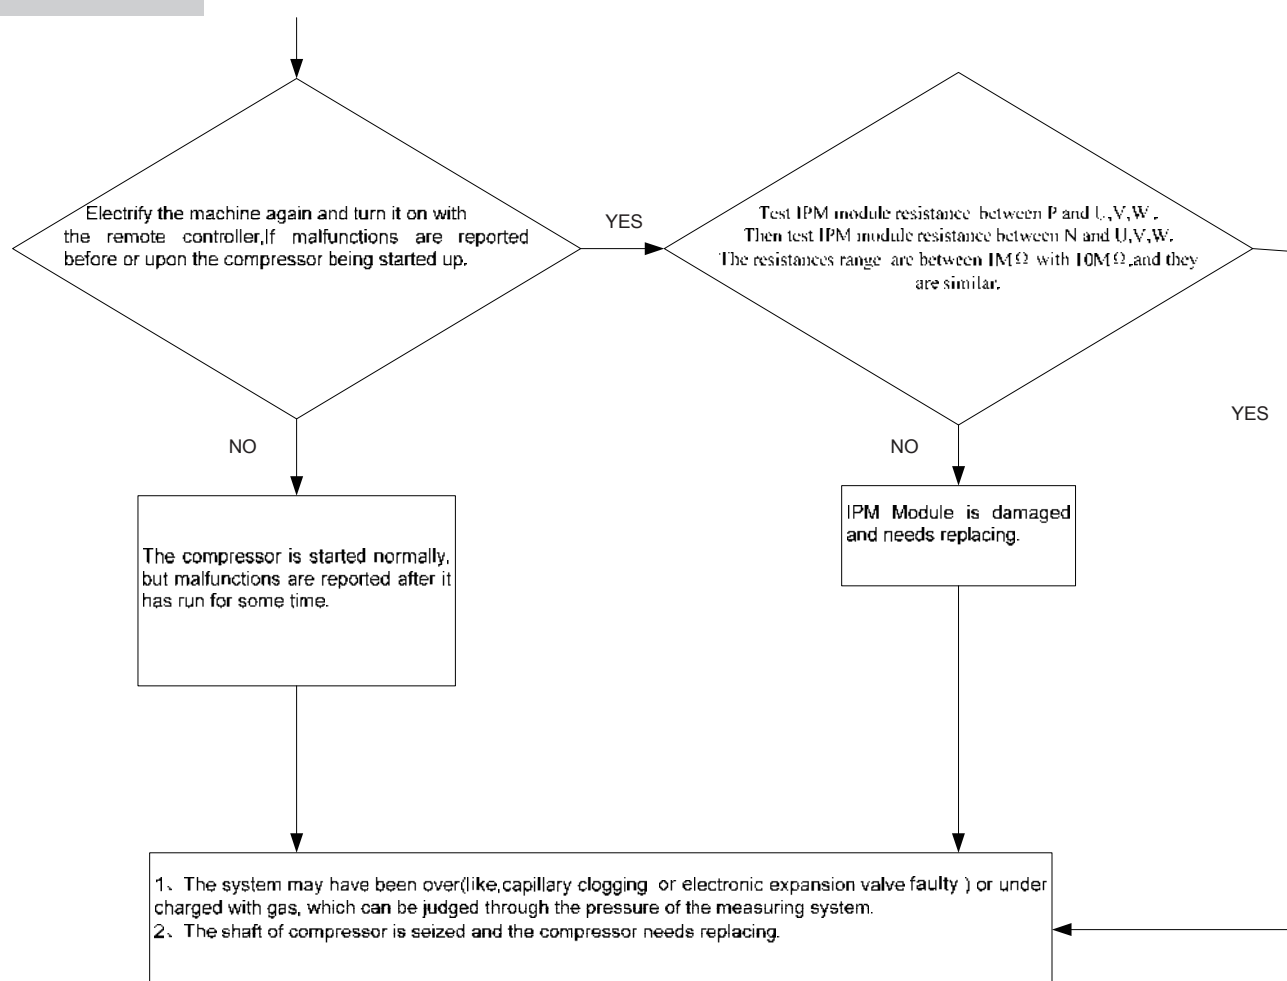 Electrify the machine again and turn it on with
the remote controller,If malfunctions are reported
before or upon the compressor being started up.
YES
Test IPM module resistance between P and U,V,W.
Then test IPM module resistance between N and U,V,W.
The resistances range are between 1MΩ with 10MΩ,and they
are similar.
YES
NO
NO
The compressor is started normally,
but malfunctions are reported after it
has run for some time.
IPM Module is damaged
and needs replacing.
1、The system may have been over(like,capillary clogging or electronic expansion valve faulty ) or under
charged with gas, which can be judged through the pressure of the measuring system.
2、The shaft of compressor is seized and the compressor needs replacing.